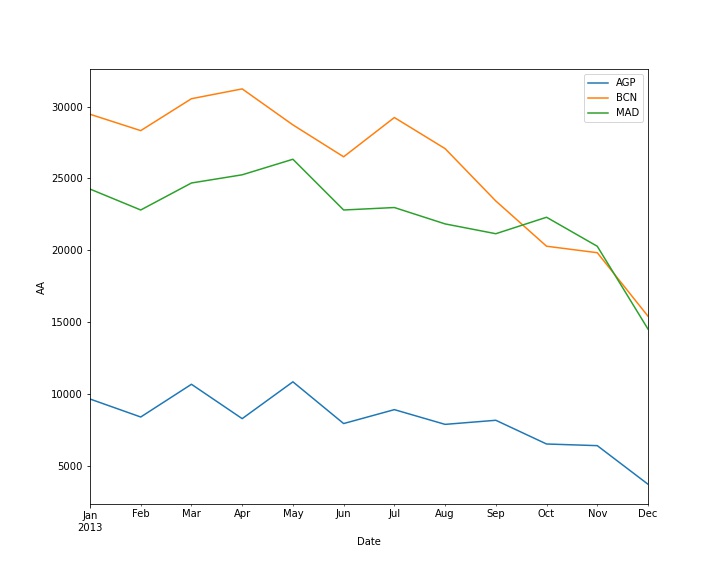 AGP
BCN
MAD
30000
25000
20000
15000
10000
5000
AA
Jan Feb Mar Apr May Jun Jul Aug Sep Oct Nov Dec
2013
Date